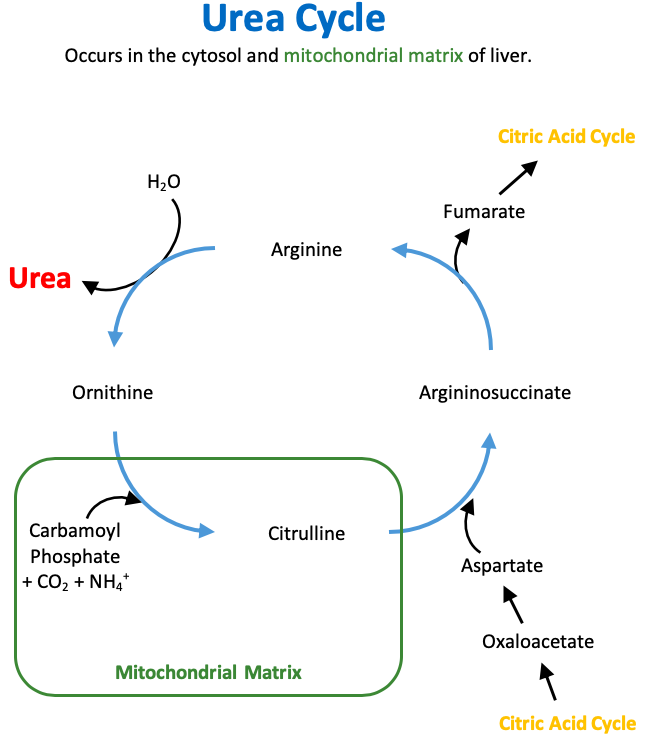 Urea Cycle
Occurs in the cytosol and mitochondrial matrix of liver.
Citric Acid Cycle
H₂O
Fumarate
Arginine
Urea
Ornithine
Argininosuccinate
Carbamoyl
Phosphate
+ CO₂ + NH₄⁺
Citrulline
Aspartate
Oxaloacetate
Mitochondrial Matrix
Citric Acid Cycle